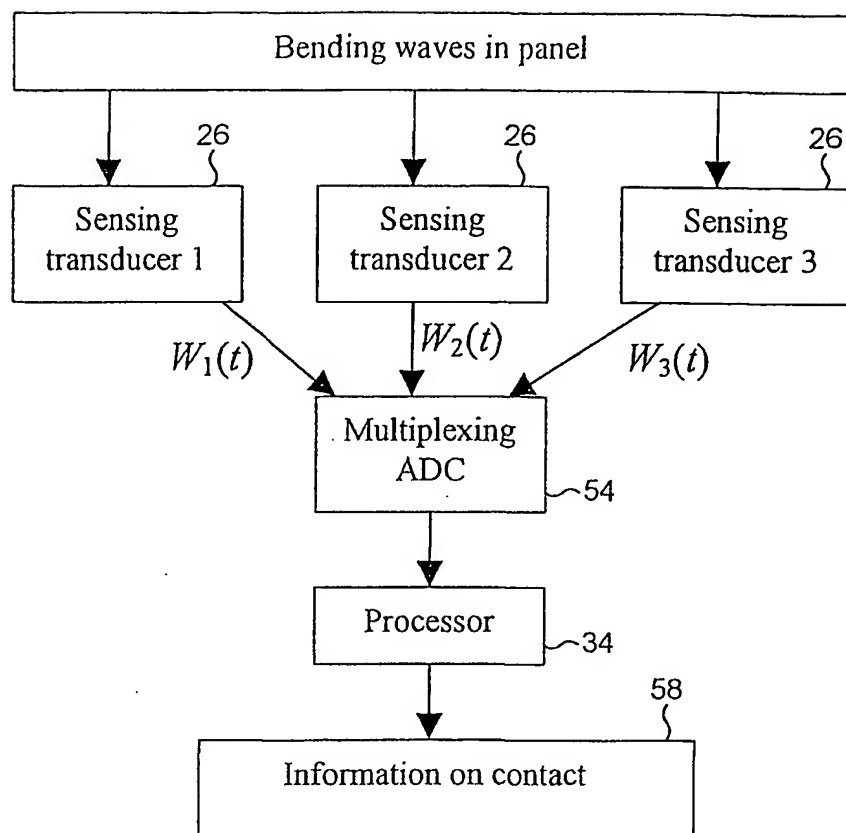 Bending waves in panel
26 26 26
Sensing transducer 1
Sensing transducer 2
Sensing transducer 3
W₁(t)
W₂(t)
W₃(t)
Multiplexing
ADC
54
Processor
34
58
Information on contact